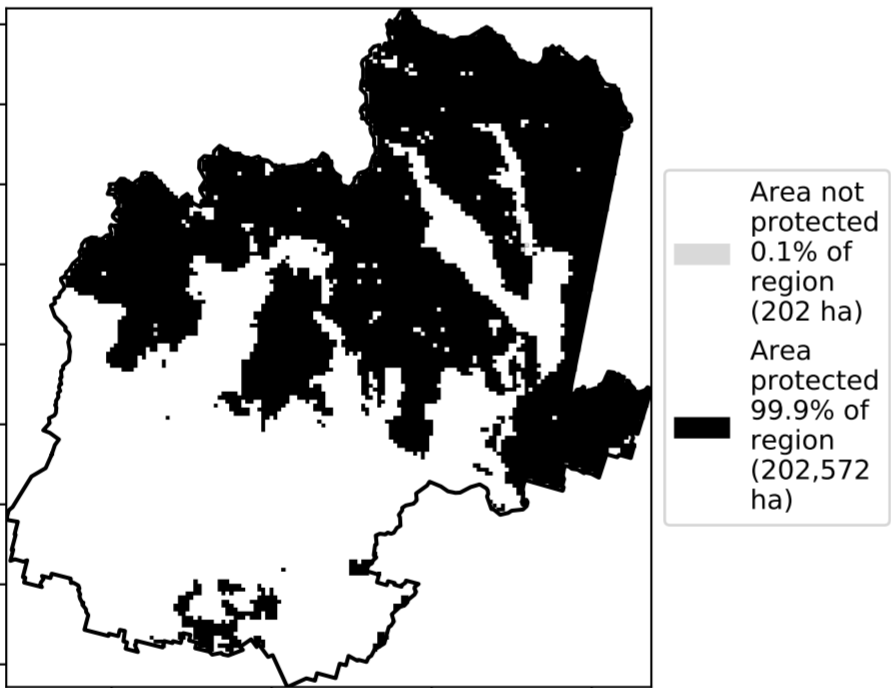 Area not
protected
0.1% of
region
(202 ha)
Area
protected
99.9% of
region
(202,572
ha)